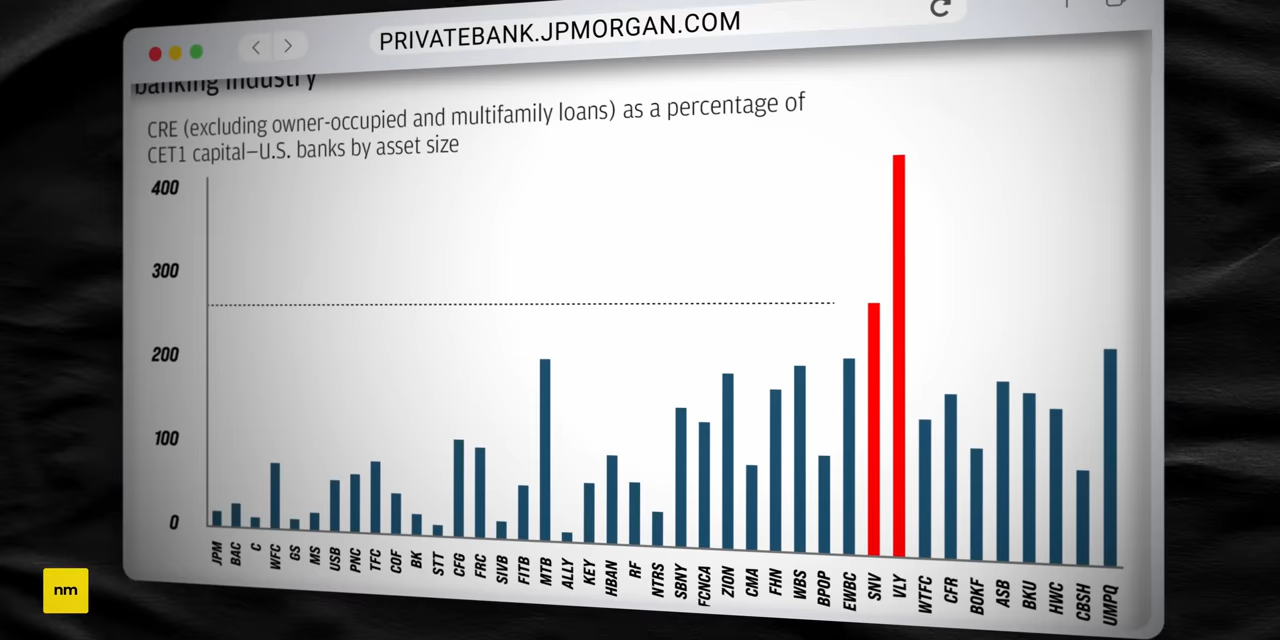 PRIVATEBANK.JPMORGAN.COM
banking industry
CRE (excluding owner-occupied and multifamily loans) as a percentage of
CET1 capital–U.S. banks by asset size
400
300
200
100
0
JPM BAC C WFC GS MS USB PNC TFC COF BK STT CFG FRC SIVB FITB MTB ALLY KEY HBAN RF NTRS SBNY FCNCA ZION CMA FHN WBS BPOP EWBC SNV VLY WTFC CFR BOKF ASB BKU HWC CBSH UMPQ
nm